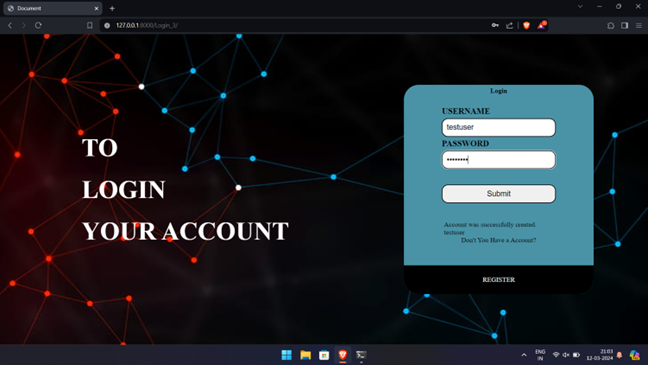 Document
127.0.0.1:8000/Login_3/
Login
USERNAME
testuser
PASSWORD
••••••••
Submit
TO
LOGIN
YOUR ACCOUNT
Account was successfully created.
testuser
Don't You Have a Account?
REGISTER
ENG
IN
21:03
12-03-2024